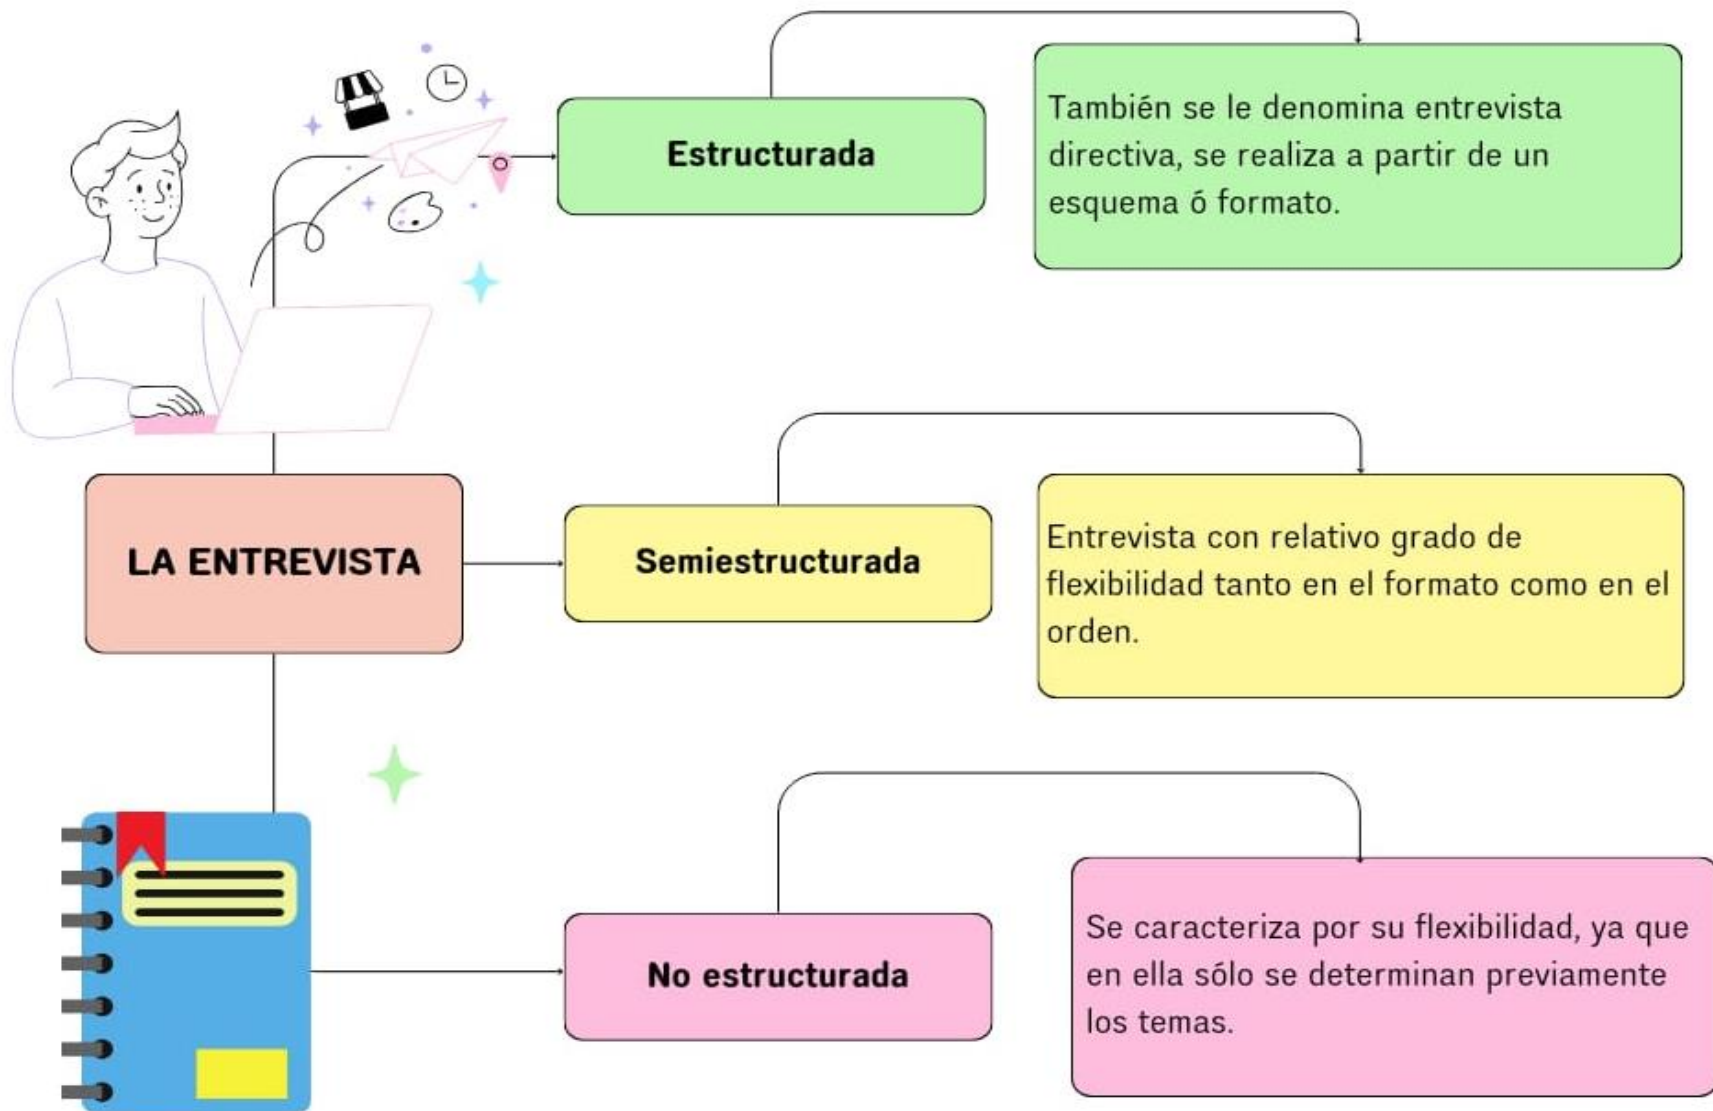 Estructurada
También se le denomina entrevista
directiva, se realiza a partir de un
esquema ó formato.
LA ENTREVISTA
Semiestructurada
Entrevista con relativo grado de
flexibilidad tanto en el formato como en el
orden.
No estructurada
Se caracteriza por su flexibilidad, ya que
en ella sólo se determinan previamente
los temas.